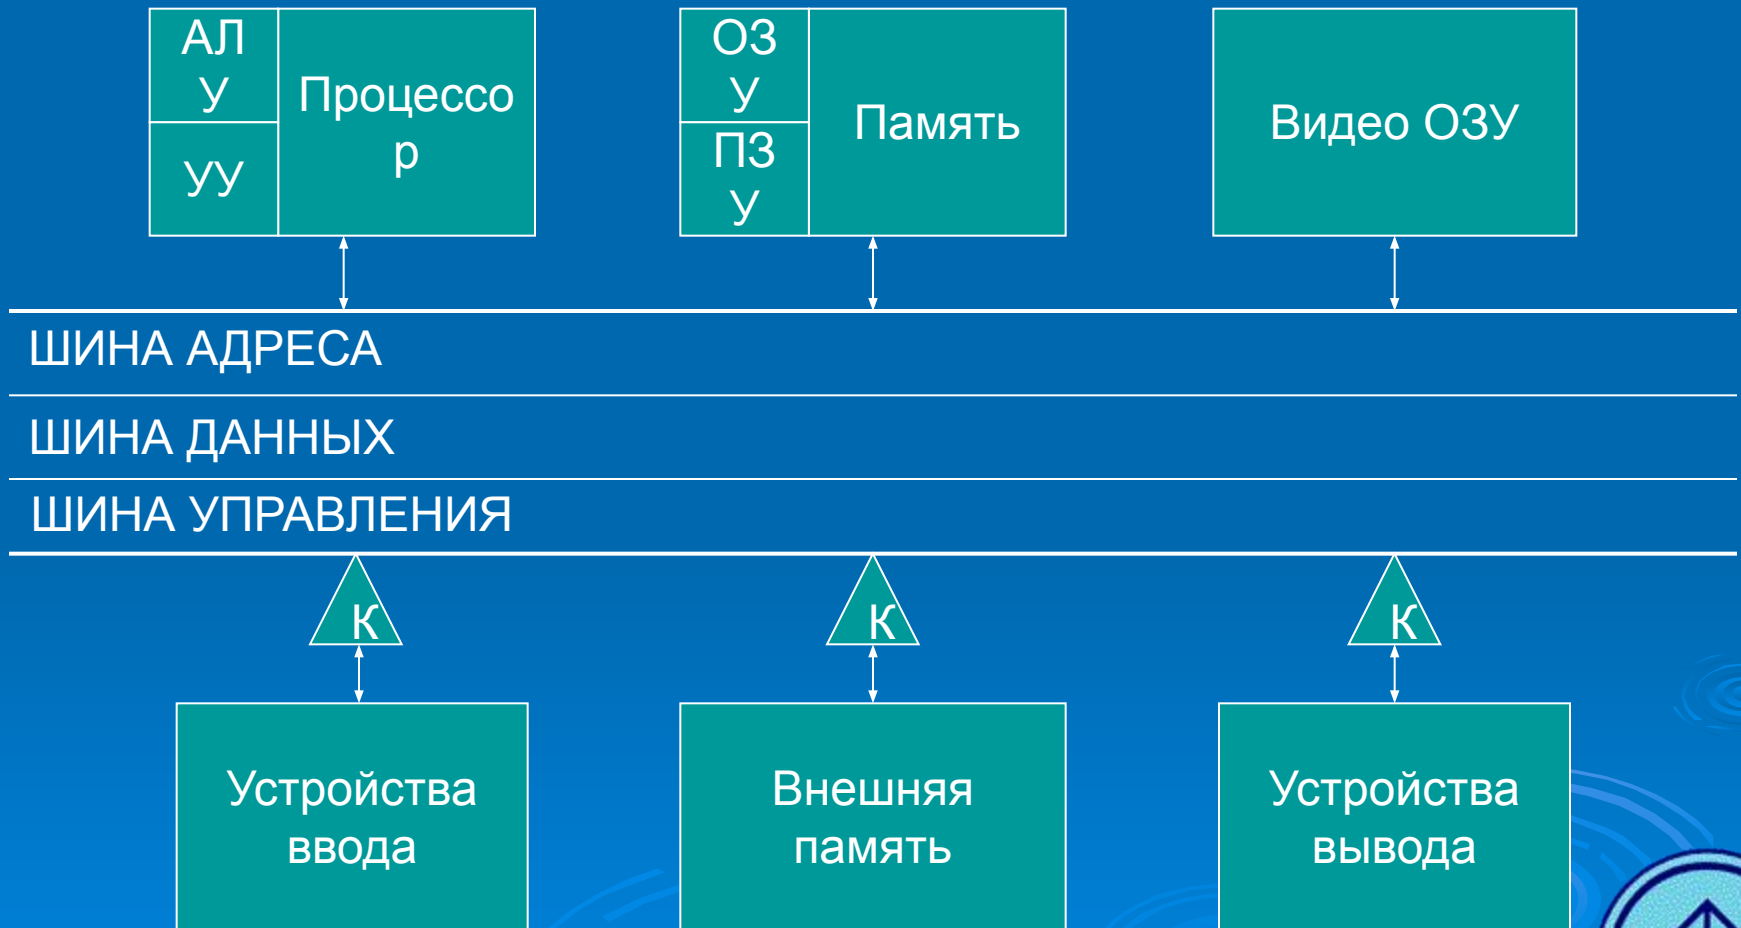 АЛ
У
УУ
Процессо
р
ОЗ
У
ПЗ
У
Память
Видео ОЗУ
ШИНА АДРЕСА
ШИНА ДАННЫХ
ШИНА УПРАВЛЕНИЯ
К
К
К
Устройства
ввода
Внешняя
память
Устройства
вывода